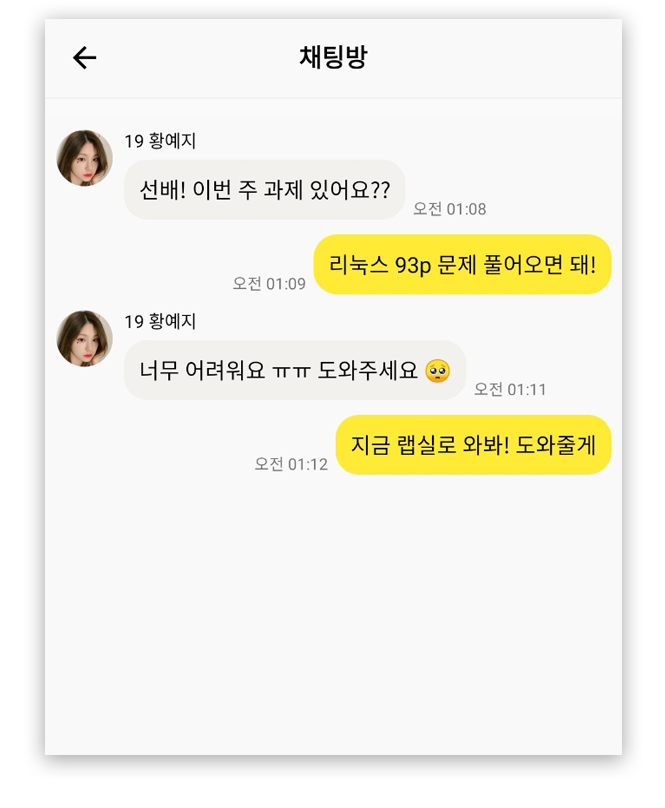 채팅방
19 황예지
선배! 이번 주 과제 있어요??
오전 01:08
리눅스 93p 문제 풀어오면 돼!
오전 01:09
19 황예지
너무 어려워요 ㅠㅠ 도와주세요 🥺
오전 01:11
지금 랩실로 와봐! 도와줄게
오전 01:12